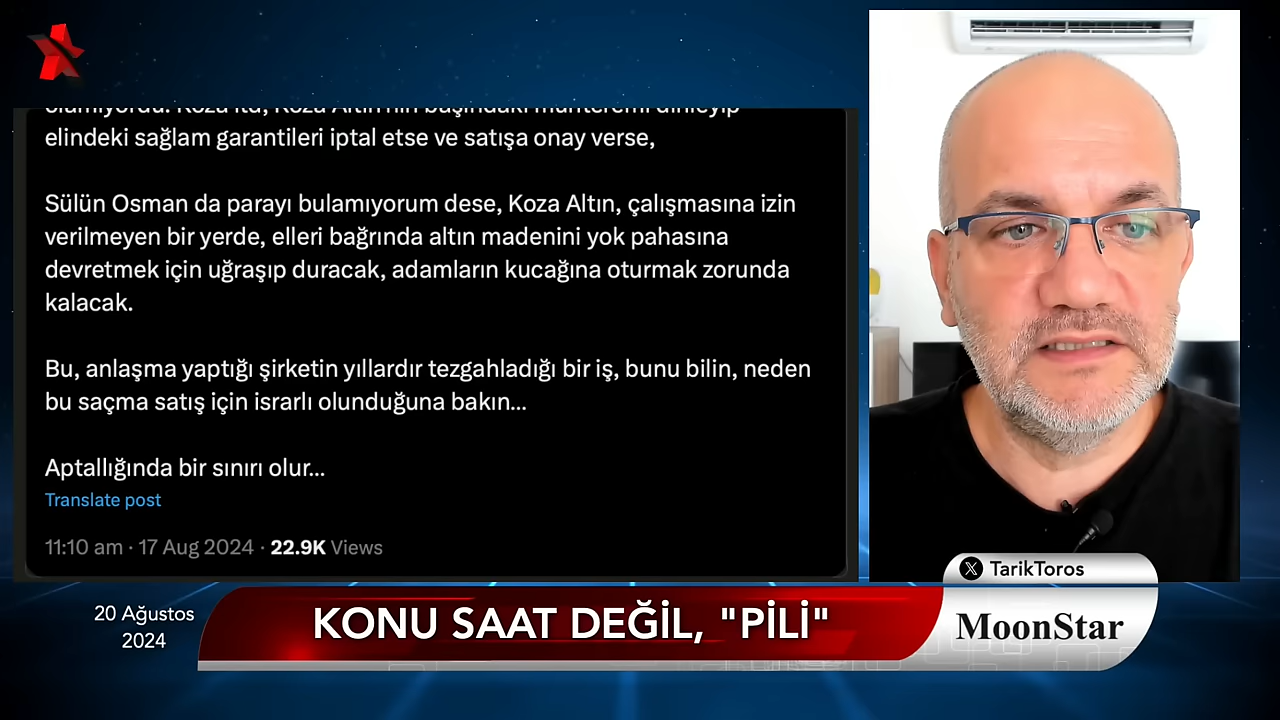 elindeki sağlam garantileri iptal etse ve satışa onay verse,
Sülün Osman da parayı bulamıyorum dese, Koza Altın, çalışmasına izin
verilmeyen bir yerde, elleri bağrında altın madenini yok pahasına
devretmek için uğraşıp duracak, adamların kucağına oturmak zorunda
kalacak.
Bu, anlaşma yaptığı şirketin yıllardır tezgahladığı bir iş, bunu bilin, neden
bu saçma satış için israrlı olunduğuna bakın...
Aptallığında bir sınırı olur...
Translate post
11:10 am · 17 Aug 2024 · 22.9K Views
X TarikToros
20 Ağustos
2024
KONU SAAT DEĞİL, "PİLİ"
MoonStar